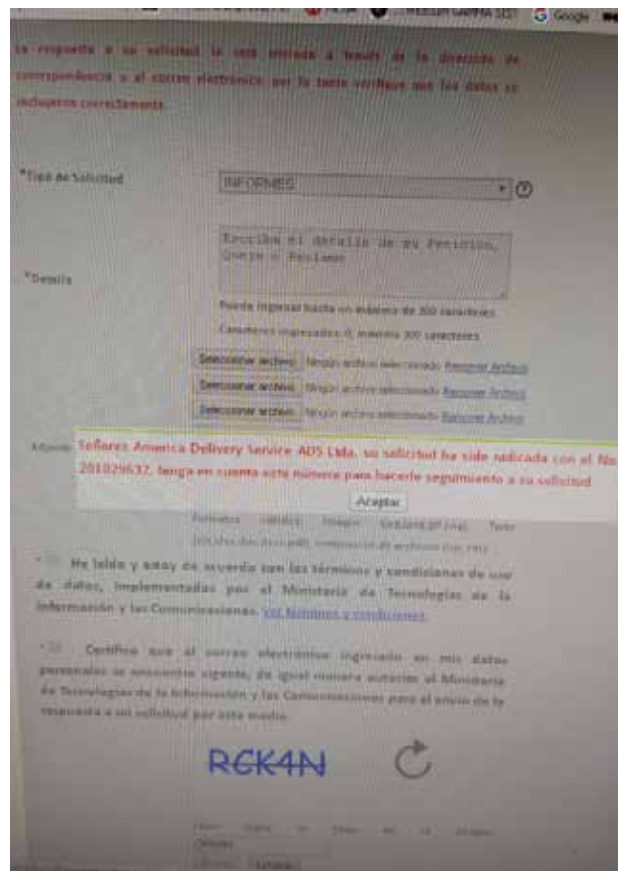 Google
la respuesta a su solicitud le será enviada a través de la dirección de
correspondencia o al correo electrónico, por lo tanto verifique que los datos se
incluyeron correctamente.
*Tipo de Solicitud
INFORMES
Escriba el detalle de su Petición,
Queja o Reclamo
*Detalle
Puede ingresar hasta un máximo de 300 caracteres
Caracteres ingresados: 0, máximo 300 caracteres
Seleccionar archivo Ningún archivo seleccionado Remover Archivo
Seleccionar archivo Ningún archivo seleccionado Remover Archivo
Seleccionar archivo Ningún archivo seleccionado Remover Archivo
Señores America Delivery Service ADS Ltda, su solicitud ha sido radicada con el No
201029632, tenga en cuenta este número para hacerle seguimiento a su solicitud
Aceptar
* He leído y estoy de acuerdo con los términos y condiciones de uso
de datos, implementadas por el Ministerio de Tecnologías de la
Información y las Comunicaciones. Ver términos y condiciones.
* Certifico que el correo electrónico ingresado en mis datos
personales se encuentra vigente, de igual manera autorizo al Ministerio
de Tecnologías de la Información y las Comunicaciones para el envío de la
respuesta a mi solicitud por este medio.
RCK4N